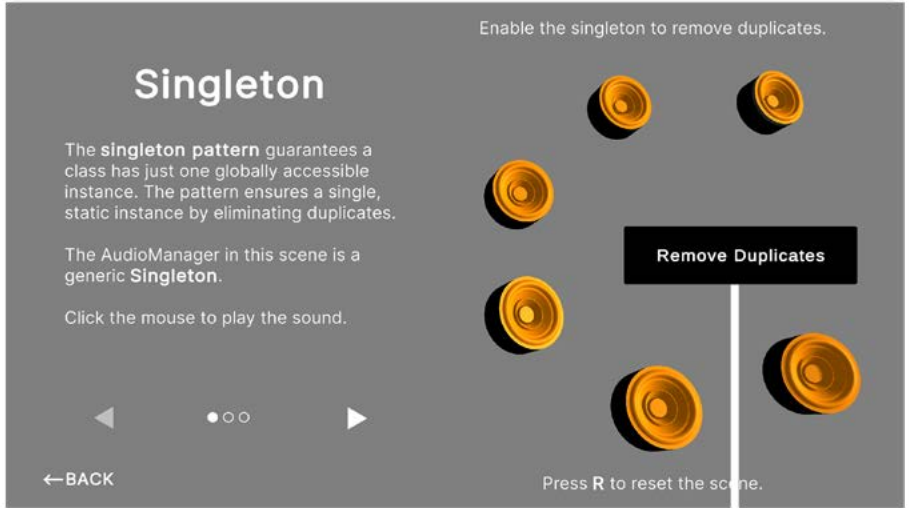 Enable the singleton to remove duplicates.
Singleton
The singleton pattern guarantees a
class has just one globally accessible
instance. The pattern ensures a single,
static instance by eliminating duplicates.
The AudioManager in this scene is a
generic Singleton.
Click the mouse to play the sound.
Remove Duplicates
←BACK
Press R to reset the scene.